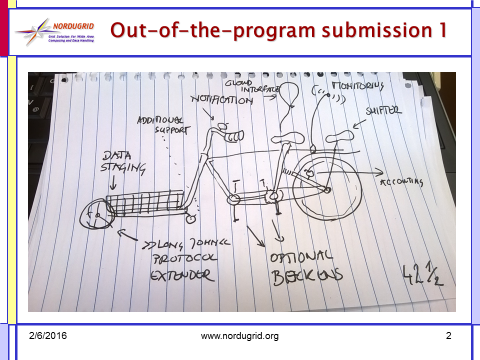 NORDUGRID
Grid Solution for Wide Area
Computing and Data Handling
Out-of-the-program submission 1
CLOUD
INTERFACE
MONITORING
NOTIFICATION
SHIFTER
ADDITIONAL
SUPPORT
DATA
STAGING
ACCOUNTING
>> LONG JOHN <<
PROTOCOL
EXTENDER
OPTIONAL
BACKENDS
42 1/2
2/6/2016
www.nordugrid.org
2